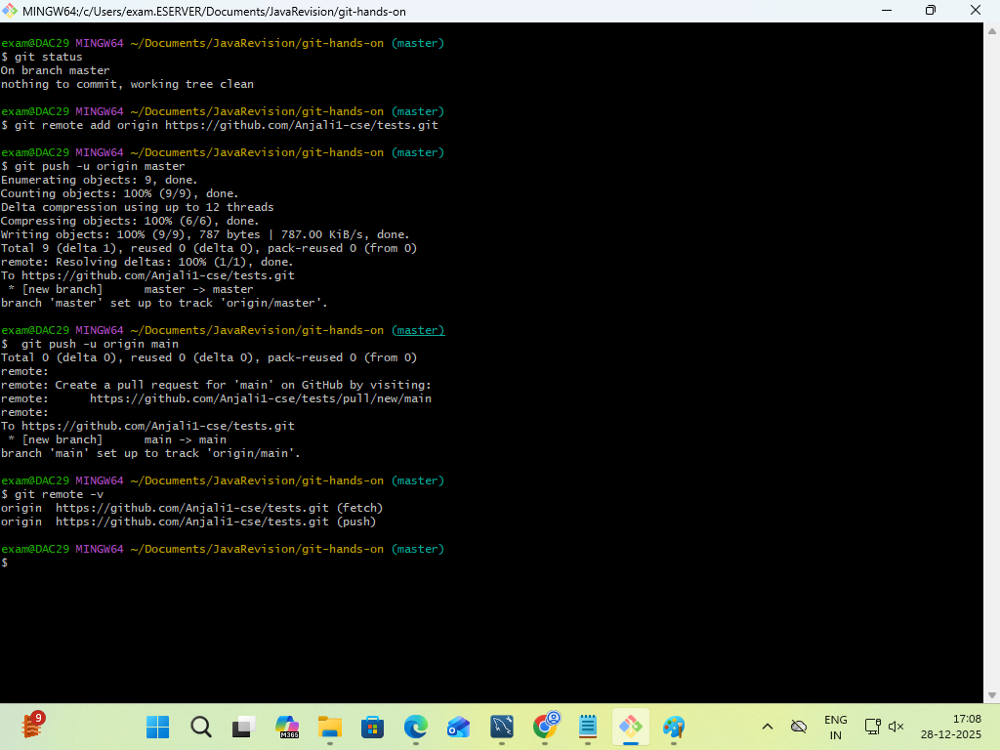 MINGW64:/c/Users/exam.ESERVER/Documents/JavaRevision/git-hands-on
exam@DAC29 MINGW64 ~/Documents/JavaRevision/git-hands-on (master)
$ git status
On branch master
nothing to commit, working tree clean
exam@DAC29 MINGW64 ~/Documents/JavaRevision/git-hands-on (master)
$ git remote add origin https://github.com/Anjali1-cse/tests.git
exam@DAC29 MINGW64 ~/Documents/JavaRevision/git-hands-on (master)
$ git push -u origin master
Enumerating objects: 9, done.
Counting objects: 100% (9/9), done.
Delta compression using up to 12 threads
Compressing objects: 100% (6/6), done.
Writing objects: 100% (9/9), 787 bytes | 787.00 KiB/s, done.
Total 9 (delta 1), reused 0 (delta 0), pack-reused 0 (from 0)
remote: Resolving deltas: 100% (1/1), done.
To https://github.com/Anjali1-cse/tests.git
 * [new branch]      master -> master
branch 'master' set up to track 'origin/master'.
exam@DAC29 MINGW64 ~/Documents/JavaRevision/git-hands-on (master)
$  git push -u origin main
Total 0 (delta 0), reused 0 (delta 0), pack-reused 0 (from 0)
remote:
remote: Create a pull request for 'main' on GitHub by visiting:
remote:      https://github.com/Anjali1-cse/tests/pull/new/main
remote:
To https://github.com/Anjali1-cse/tests.git
 * [new branch]      main -> main
branch 'main' set up to track 'origin/main'.
exam@DAC29 MINGW64 ~/Documents/JavaRevision/git-hands-on (master)
$ git remote -v
origin  https://github.com/Anjali1-cse/tests.git (fetch)
origin  https://github.com/Anjali1-cse/tests.git (push)
exam@DAC29 MINGW64 ~/Documents/JavaRevision/git-hands-on (master)
$
9
M365
ENG
IN
17:08
28-12-2025